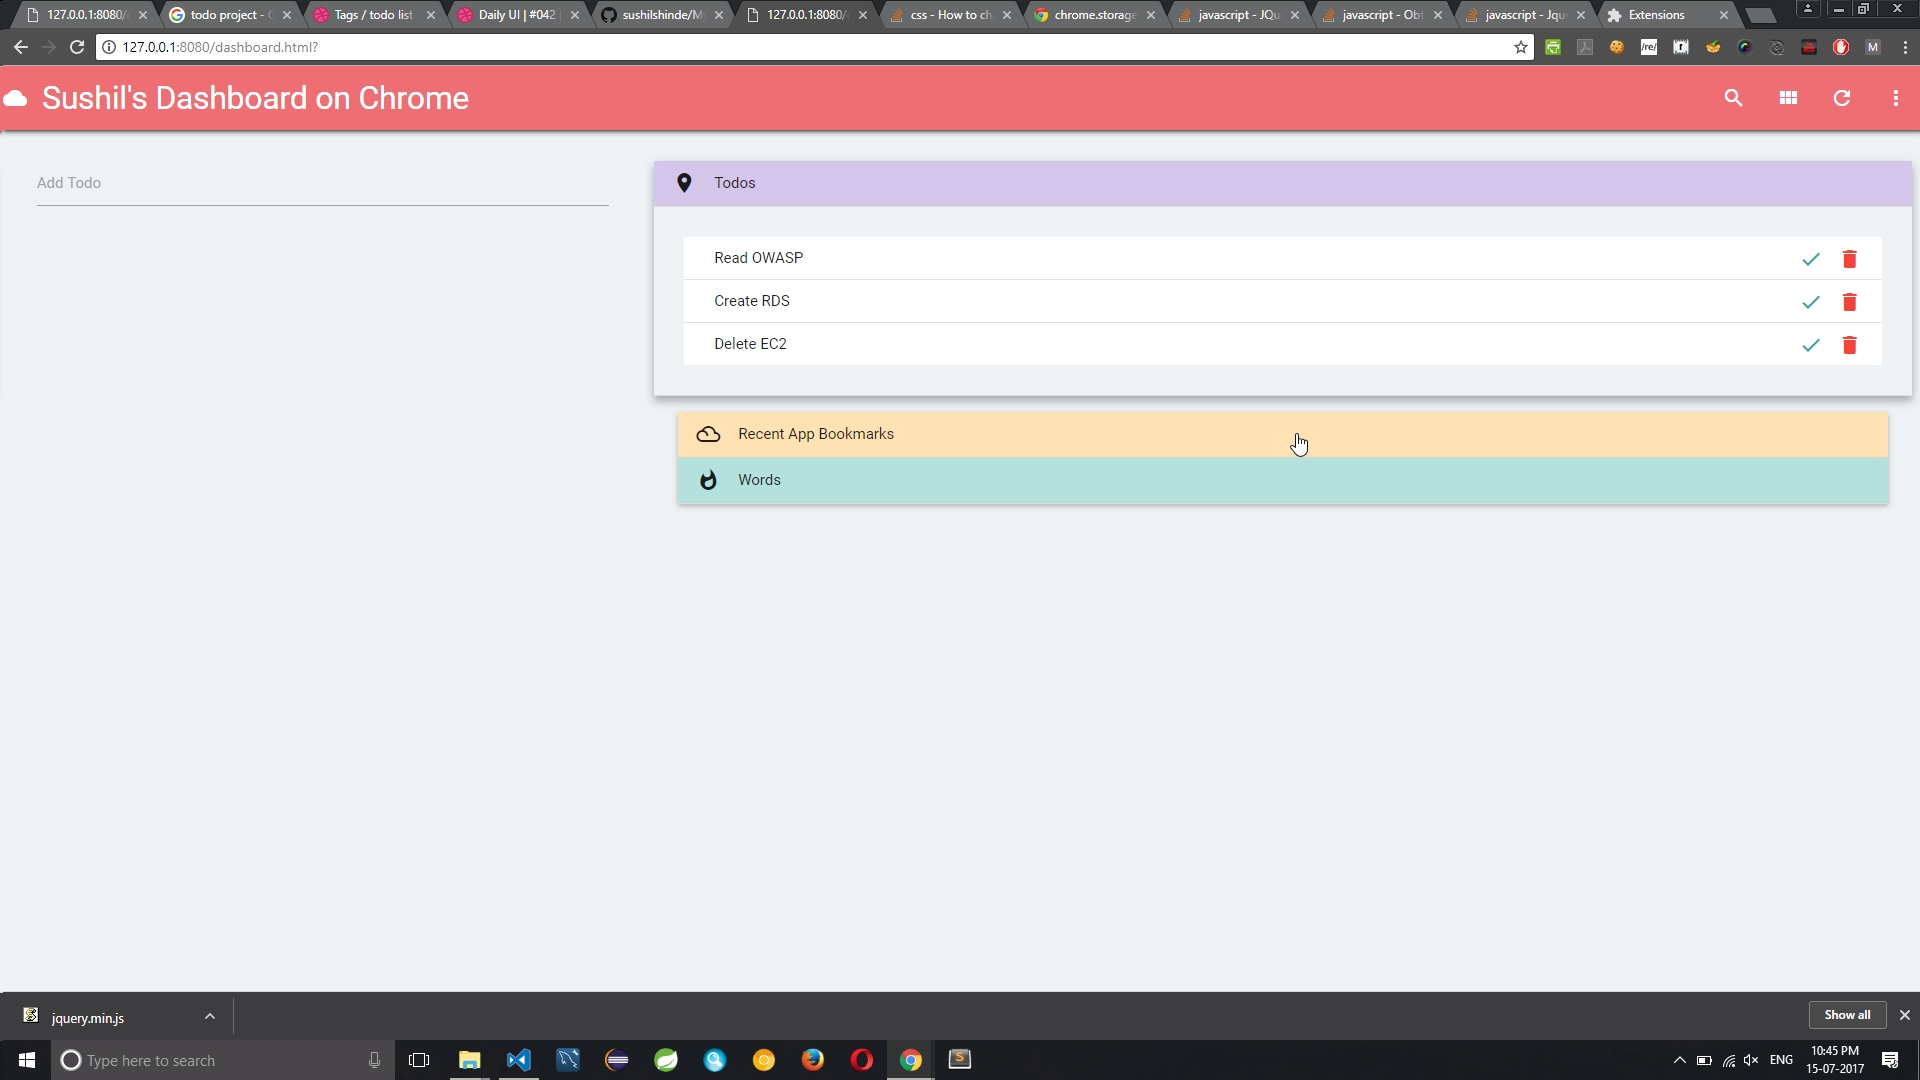 127.0.0.1:8080/
todo project - G
Tags / todo list
Daily UI | #042
sushilshinde/My
127.0.0.1:8080/
css - How to ch
chrome.storage
javascript - JQu
javascript - Obt
javascript - Jqu
Extensions
127.0.0.1:8080/dashboard.html?
/re/
M
Sushil's Dashboard on Chrome
Add Todo
Todos
Read OWASP
Create RDS
Delete EC2
Recent App Bookmarks
Words
jquery.min.js
Show all
Type here to search
ENG
10:45 PM
15-07-2017